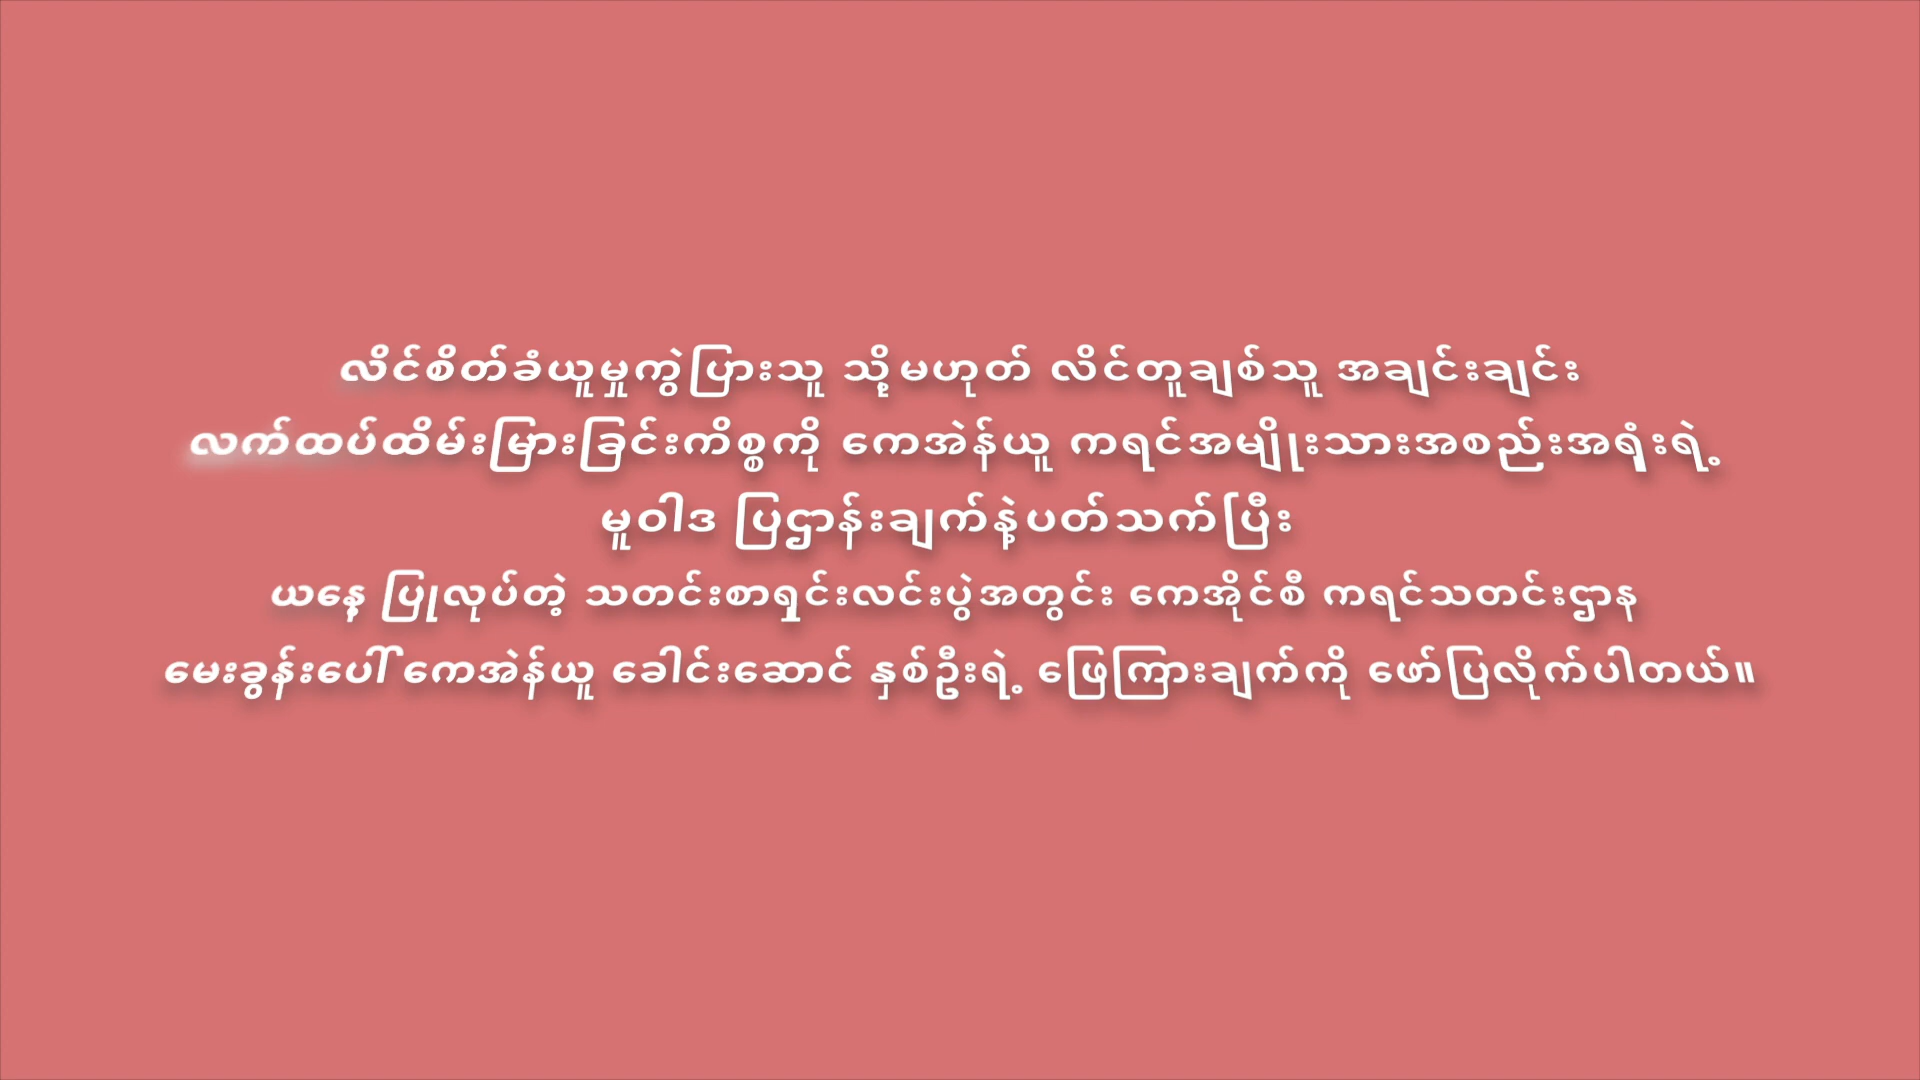 လိင်စိတ်ခံယူမှုကွဲပြားသူ သို့မဟုတ် လိင်တူချစ်သူ အချင်းချင်း
လက်ထပ်ထိမ်းမြားခြင်းကိစ္စကို ကေအဲန်ယူ ကရင်အမျိုးသားအစည်းအရုံးရဲ့
မူဝါဒ ပြဌာန်းချက်နဲ့ပတ်သက်ပြီး
ယနေ့ ပြုလုပ်တဲ့ သတင်းစာရှင်းလင်းပွဲအတွင်း ကေအိုင်စီ ကရင်သတင်းဌာန
မေးခွန်းပေါ် ကေအဲန်ယူ ခေါင်းဆောင် နှစ်ဦးရဲ့ ဖြေကြားချက်ကို ဖော်ပြလိုက်ပါတယ်။